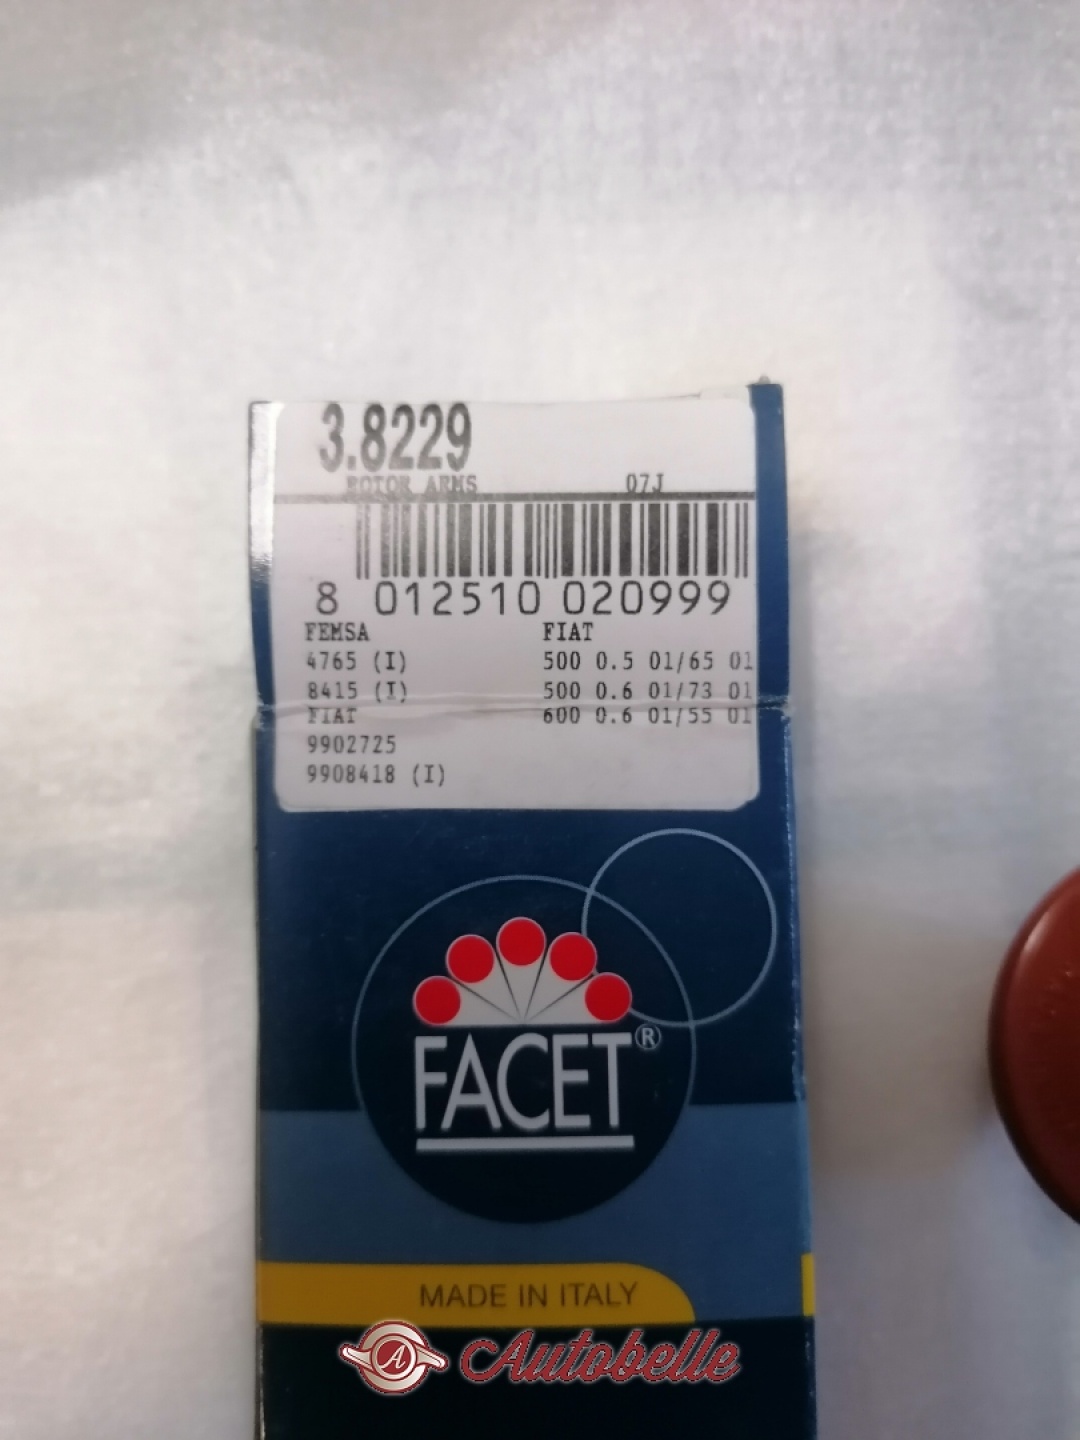 3.8229
ROTOR ARMS 07J
8 012510 020999
FEMSA
4765 (I)
8415 (I)
FIAT
9902725
9908418 (I)
FIAT
500 0.5 01/65 01
500 0.6 01/73 01
600 0.6 01/55 01
FACET®
MADE IN ITALY
A Autobelle